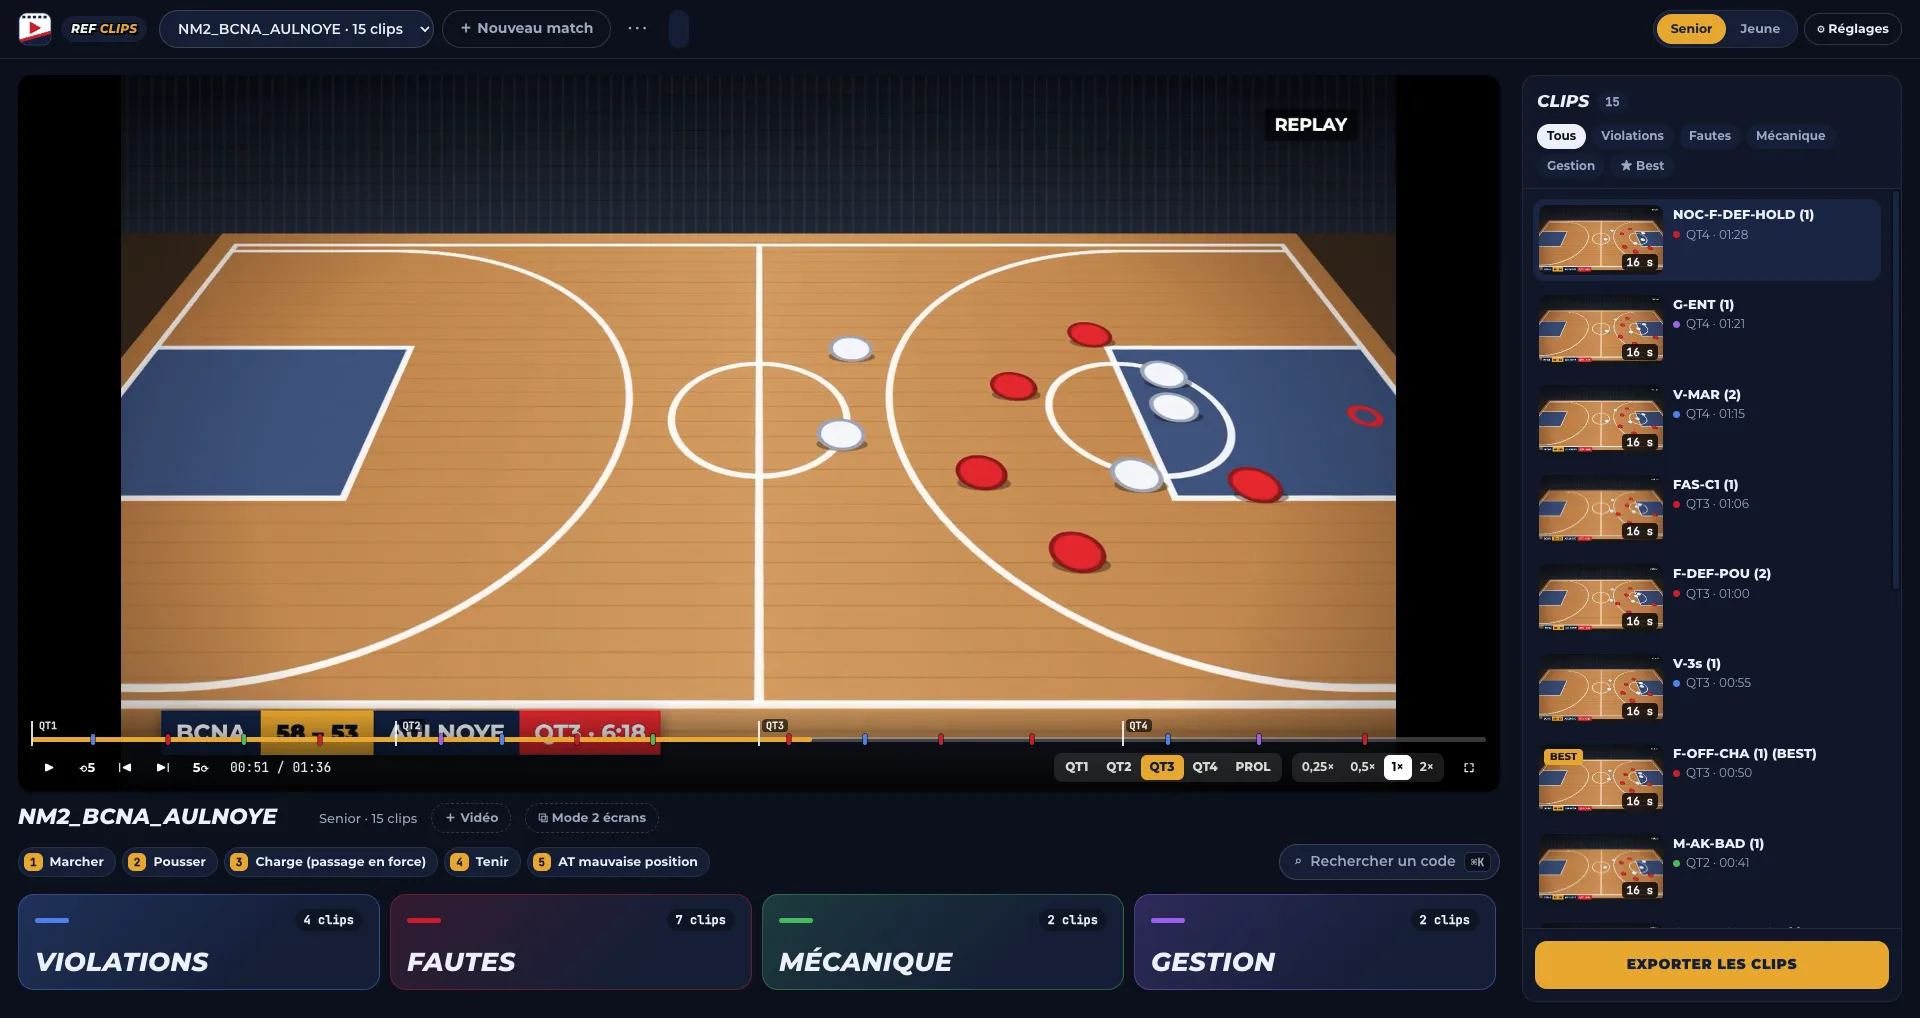 REF CLIPS
NM2_BCNA_AULNOYE · 15 clips
+ Nouveau match
···
Senior
Jeune
Réglages
REPLAY
BCNA 58 - 53 AULNOYE QT3 · 6:18
QT1
QT2
QT3
QT4
5
5
00:51 / 01:36
QT1 QT2 QT3 QT4 PROL
0,25× 0,5× 1× 2×
NM2_BCNA_AULNOYE
Senior · 15 clips
+ Vidéo
Mode 2 écrans
1 Marcher
2 Pousser
3 Charge (passage en force)
4 Tenir
5 AT mauvaise position
Rechercher un code ⌘K
4 clips
VIOLATIONS
7 clips
FAUTES
2 clips
MÉCANIQUE
2 clips
GESTION
CLIPS 15
Tous Violations Fautes Mécanique
Gestion ★ Best
NOC-F-DEF-HOLD (1)
QT4 · 01:28
16 s
G-ENT (1)
QT4 · 01:21
16 s
V-MAR (2)
QT4 · 01:15
16 s
FAS-C1 (1)
QT3 · 01:06
16 s
F-DEF-POU (2)
QT3 · 01:00
16 s
V-3s (1)
QT3 · 00:55
16 s
BEST
F-OFF-CHA (1) (BEST)
QT3 · 00:50
16 s
M-AK-BAD (1)
QT2 · 00:41
16 s
EXPORTER LES CLIPS